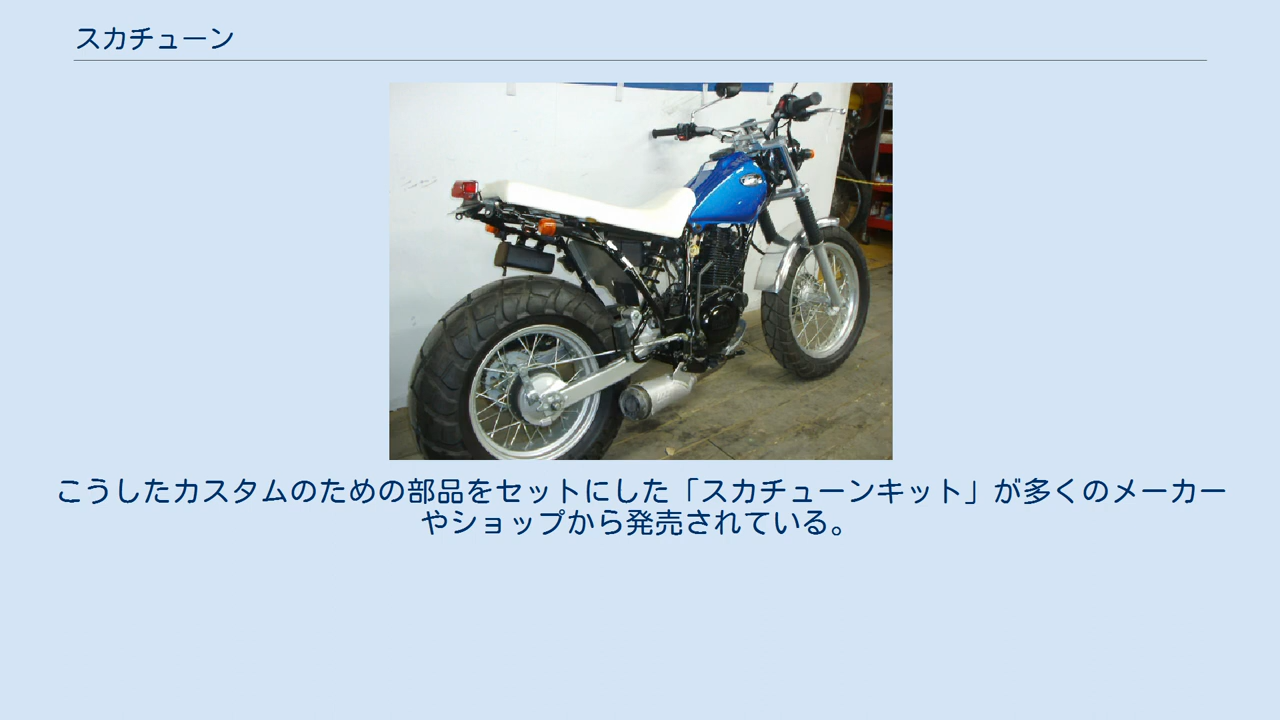 スカチューン
こうしたカスタムのための部品をセットにした「スカチューンキット」が多くのメーカー
やショップから発売されている。